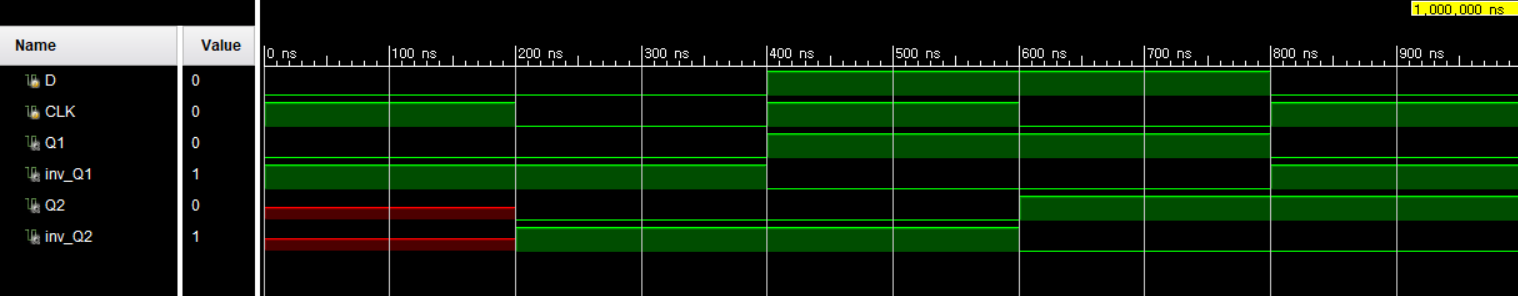 1,000,000 ns
Name Value
0 ns 100 ns 200 ns 300 ns 400 ns 500 ns 600 ns 700 ns 800 ns 900 ns
D 0
CLK 0
Q1 0
inv_Q1 1
Q2 0
inv_Q2 1